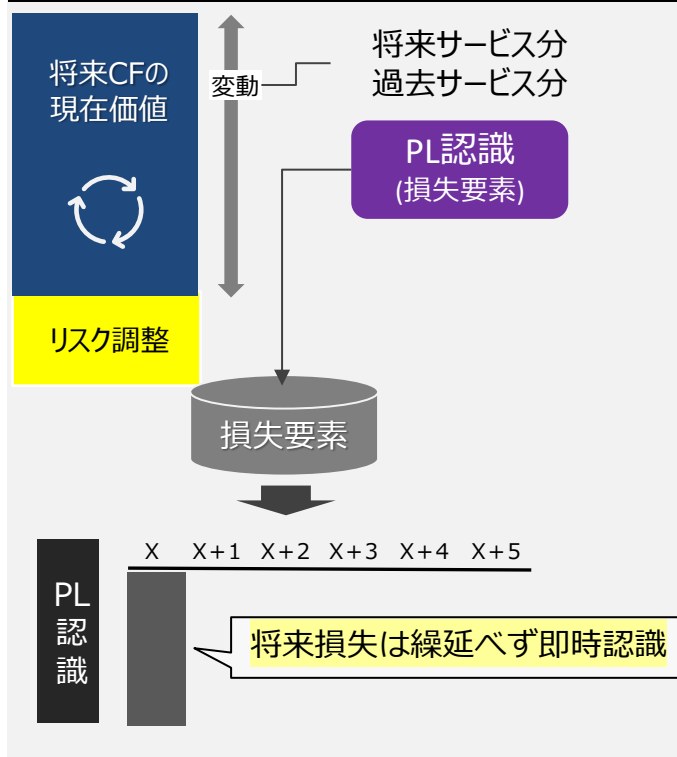 将来CFの
現在価値
変動
将来サービス分
過去サービス分
PL認識
(損失要素)
リスク調整
損失要素
X X+1 X+2 X+3 X+4 X+5
PL
認
識
将来損失は繰延べず即時認識